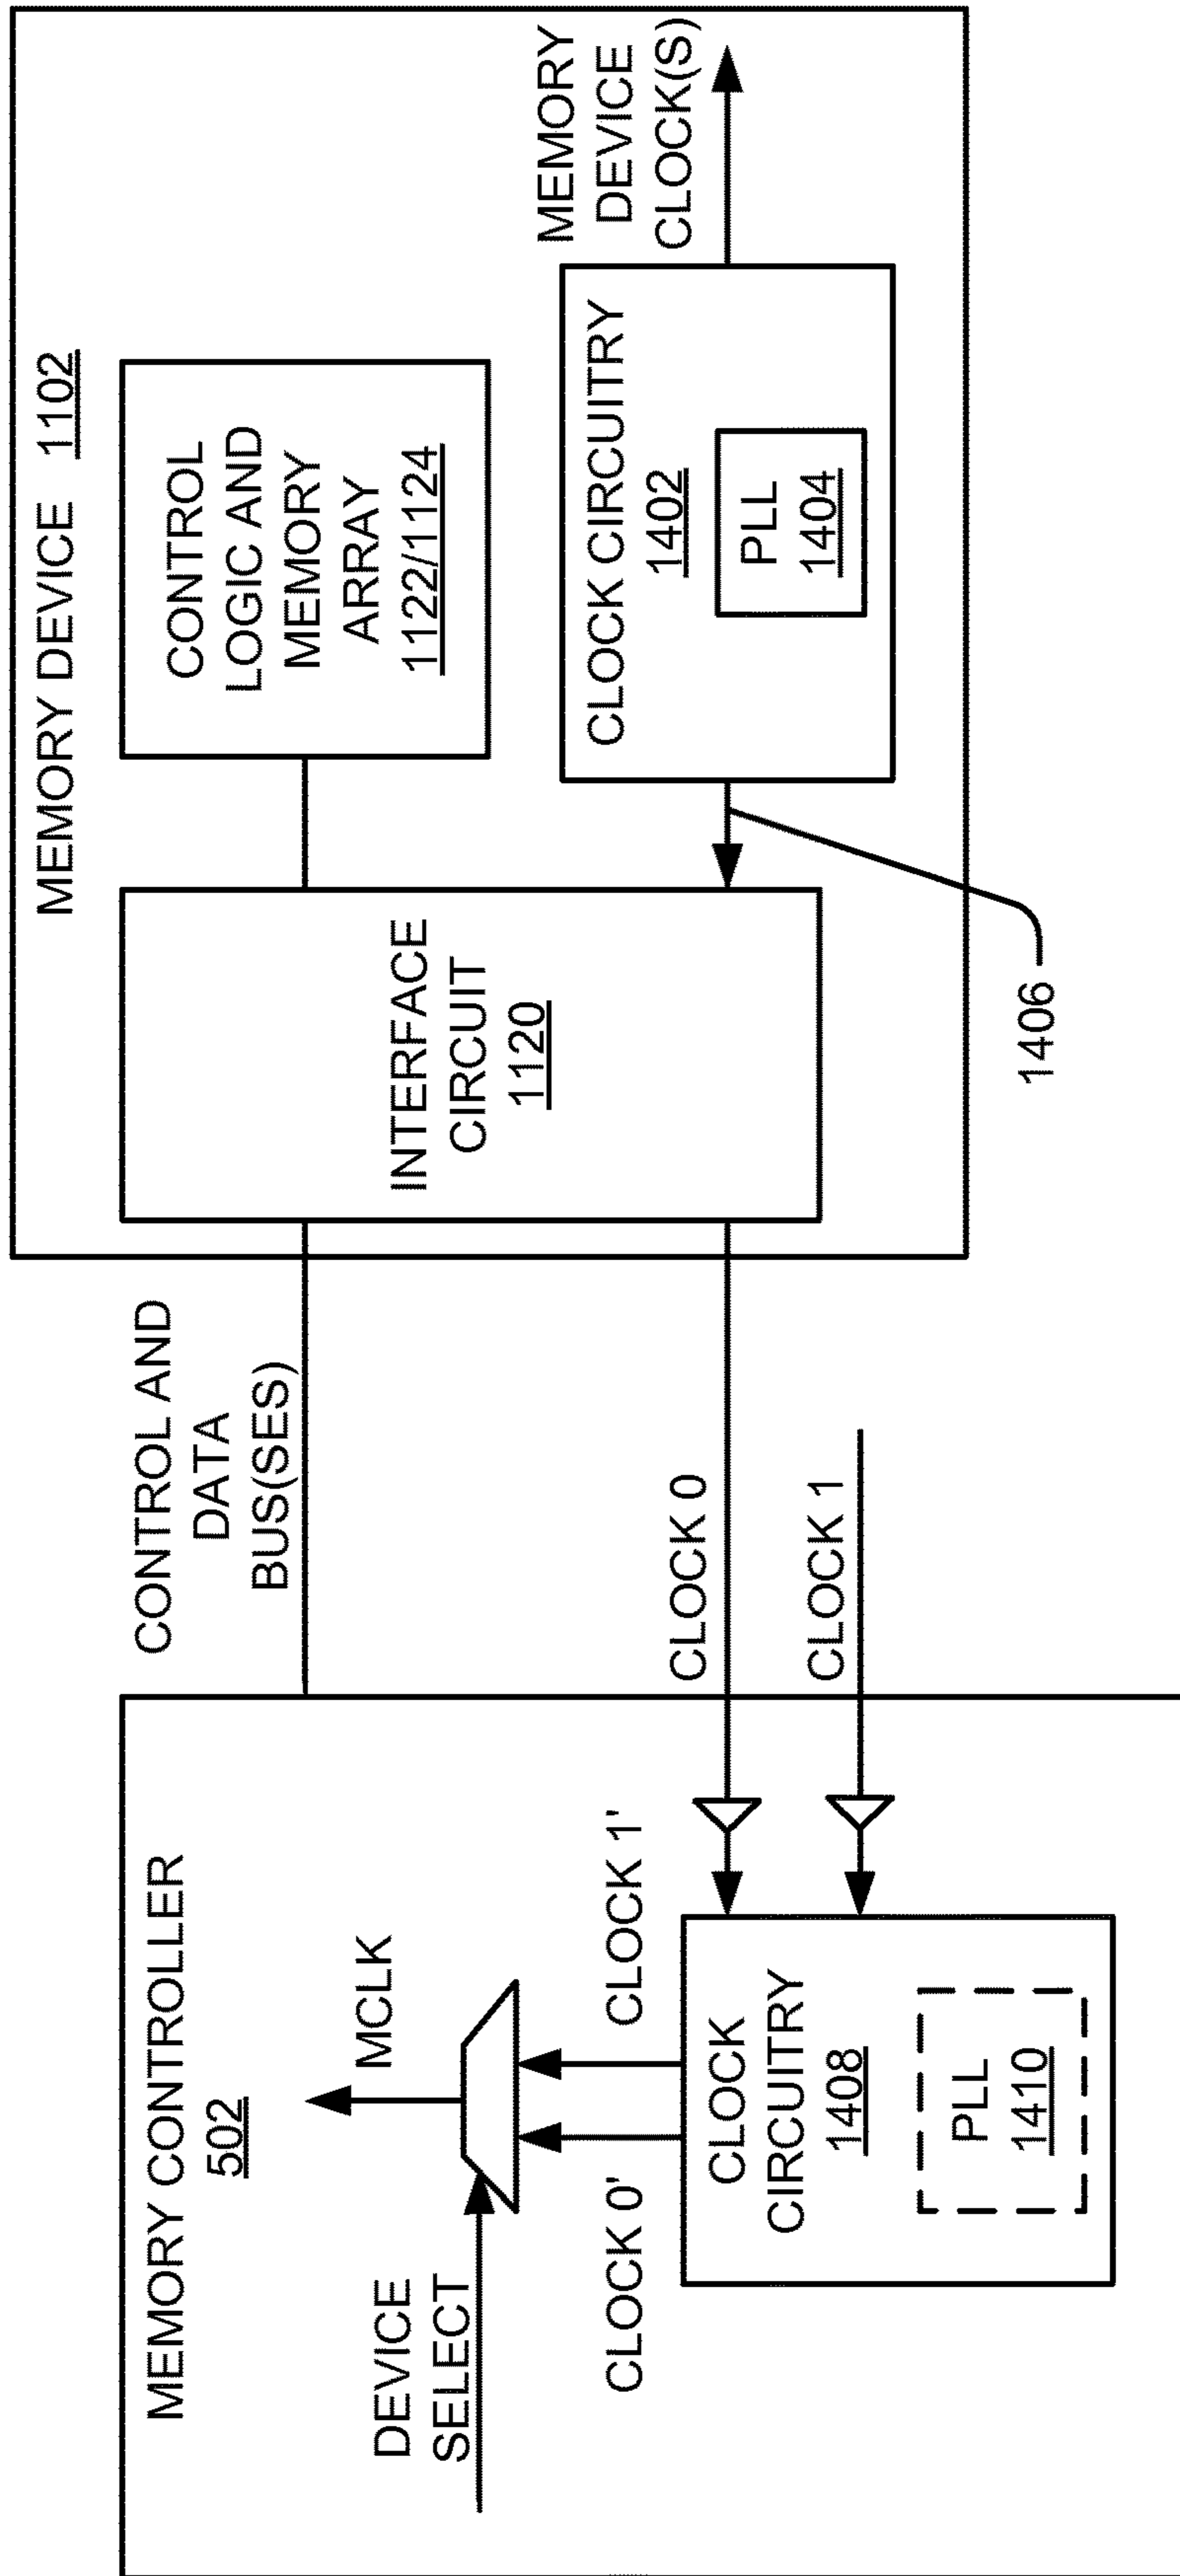 MEMORY CONTROLLER
502
DEVICE
SELECT
MCLK
CLOCK 0'
CLOCK 1'
CLOCK
CIRCUITRY
1408
PLL
1410
CONTROL AND
DATA
BUS(SES)
CLOCK 0
CLOCK 1
MEMORY DEVICE 1102
INTERFACE
CIRCUIT
1120
CONTROL
LOGIC AND
MEMORY
ARRAY
1122/1124
CLOCK CIRCUITRY
1402
PLL
1404
MEMORY
DEVICE
CLOCK(S)
1406